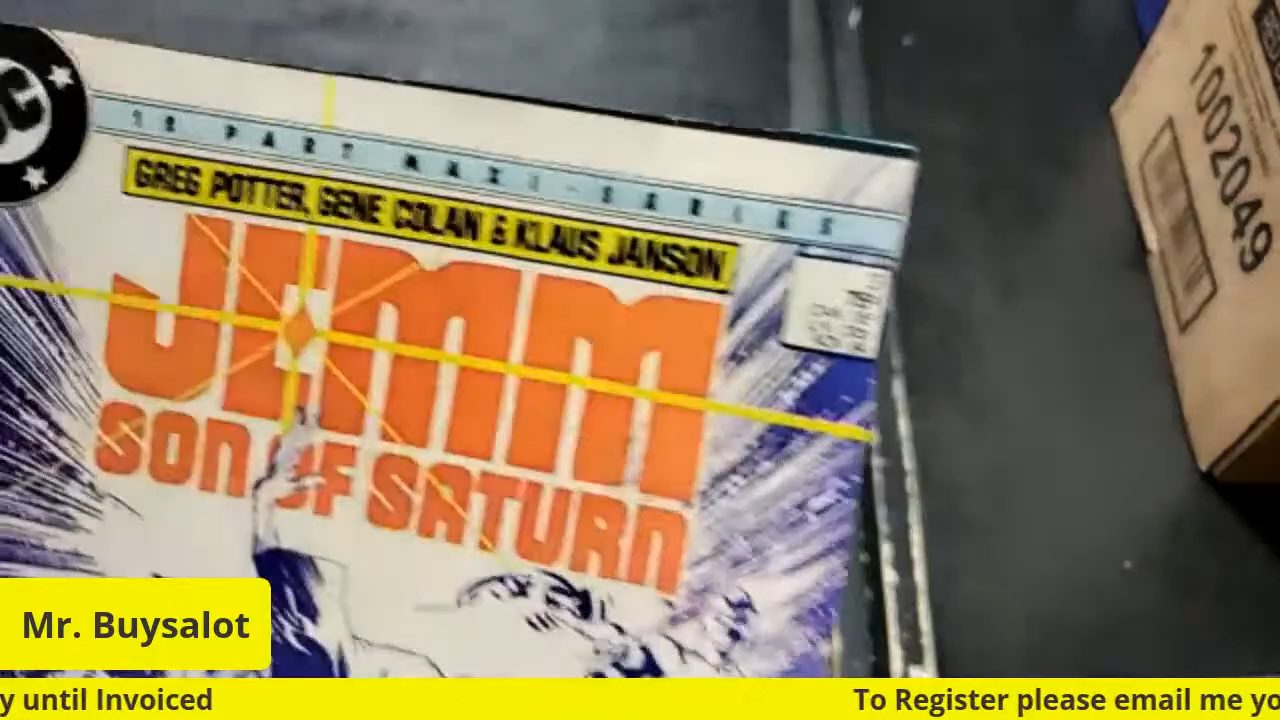 12 PART MAXI-SERIES
GREG POTTER, GENE COLAN & KLAUS JANSON
JEMM
SON OF SATURN
1002049
Mr. Buysalot
y until Invoiced
To Register please email me yo